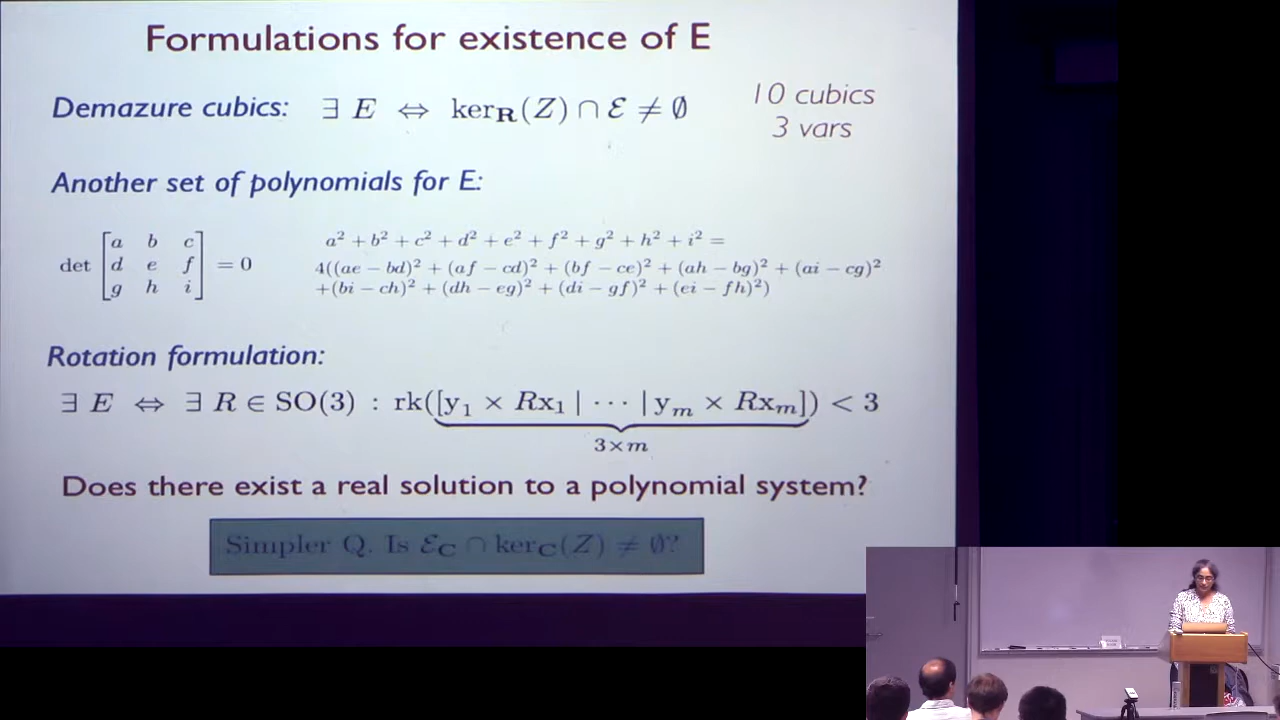 Formulations for existence of E
Demazure cubics: ∃ E ⇔ ker_R(Z) ∩ ℰ ≠ ∅
10 cubics
3 vars
Another set of polynomials for E:
det [a b c
d e f
g h i] = 0
a² + b² + c² + d² + e² + f² + g² + h² + i² =
4((ae − bd)² + (af − cd)² + (bf − ce)² + (ah − bg)² + (ai − cg)²
+(bi − ch)² + (dh − eg)² + (di − gf)² + (ei − fh)²)
Rotation formulation:
∃ E ⇔ ∃ R ∈ SO(3) : rk([y₁ × Rx₁ | ⋯ | yₘ × Rxₘ]) < 3
3×m
Does there exist a real solution to a polynomial system?
Simpler Q. Is ℰ_C ∩ ker_C(Z) ≠ ∅?